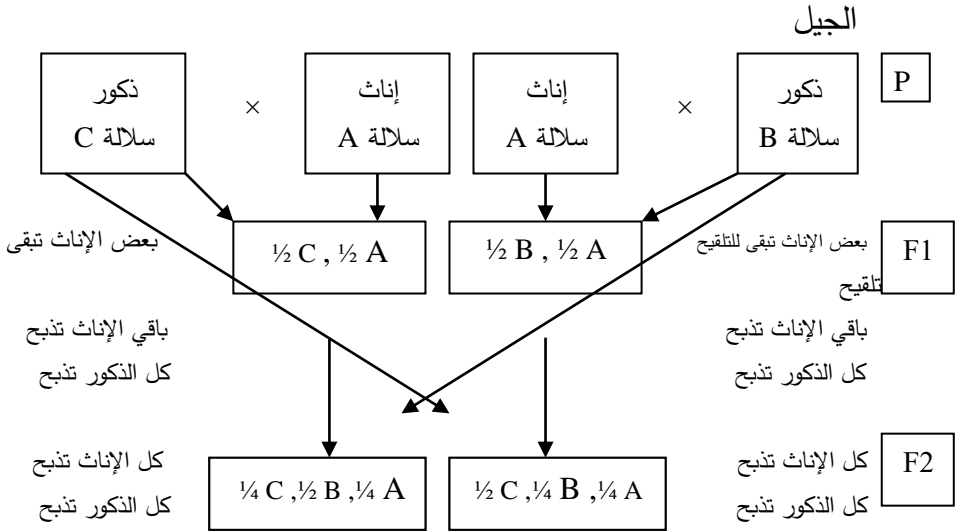 الجيل
P
ذكور
سلالة B
×
إناث
سلالة A
إناث
سلالة A
×
ذكور
سلالة C
F1
بعض الإناث تبقى للتلقيح
تلقيح
½ B , ½ A
½ C , ½ A
بعض الإناث تبقى
باقي الإناث تذبح
كل الذكور تذبح
باقي الإناث تذبح
كل الذكور تذبح
F2
كل الإناث تذبح
كل الذكور تذبح
½ C ,¼ B ,¼ A
¼ C ,½ B ,¼ A
كل الإناث تذبح
كل الذكور تذبح